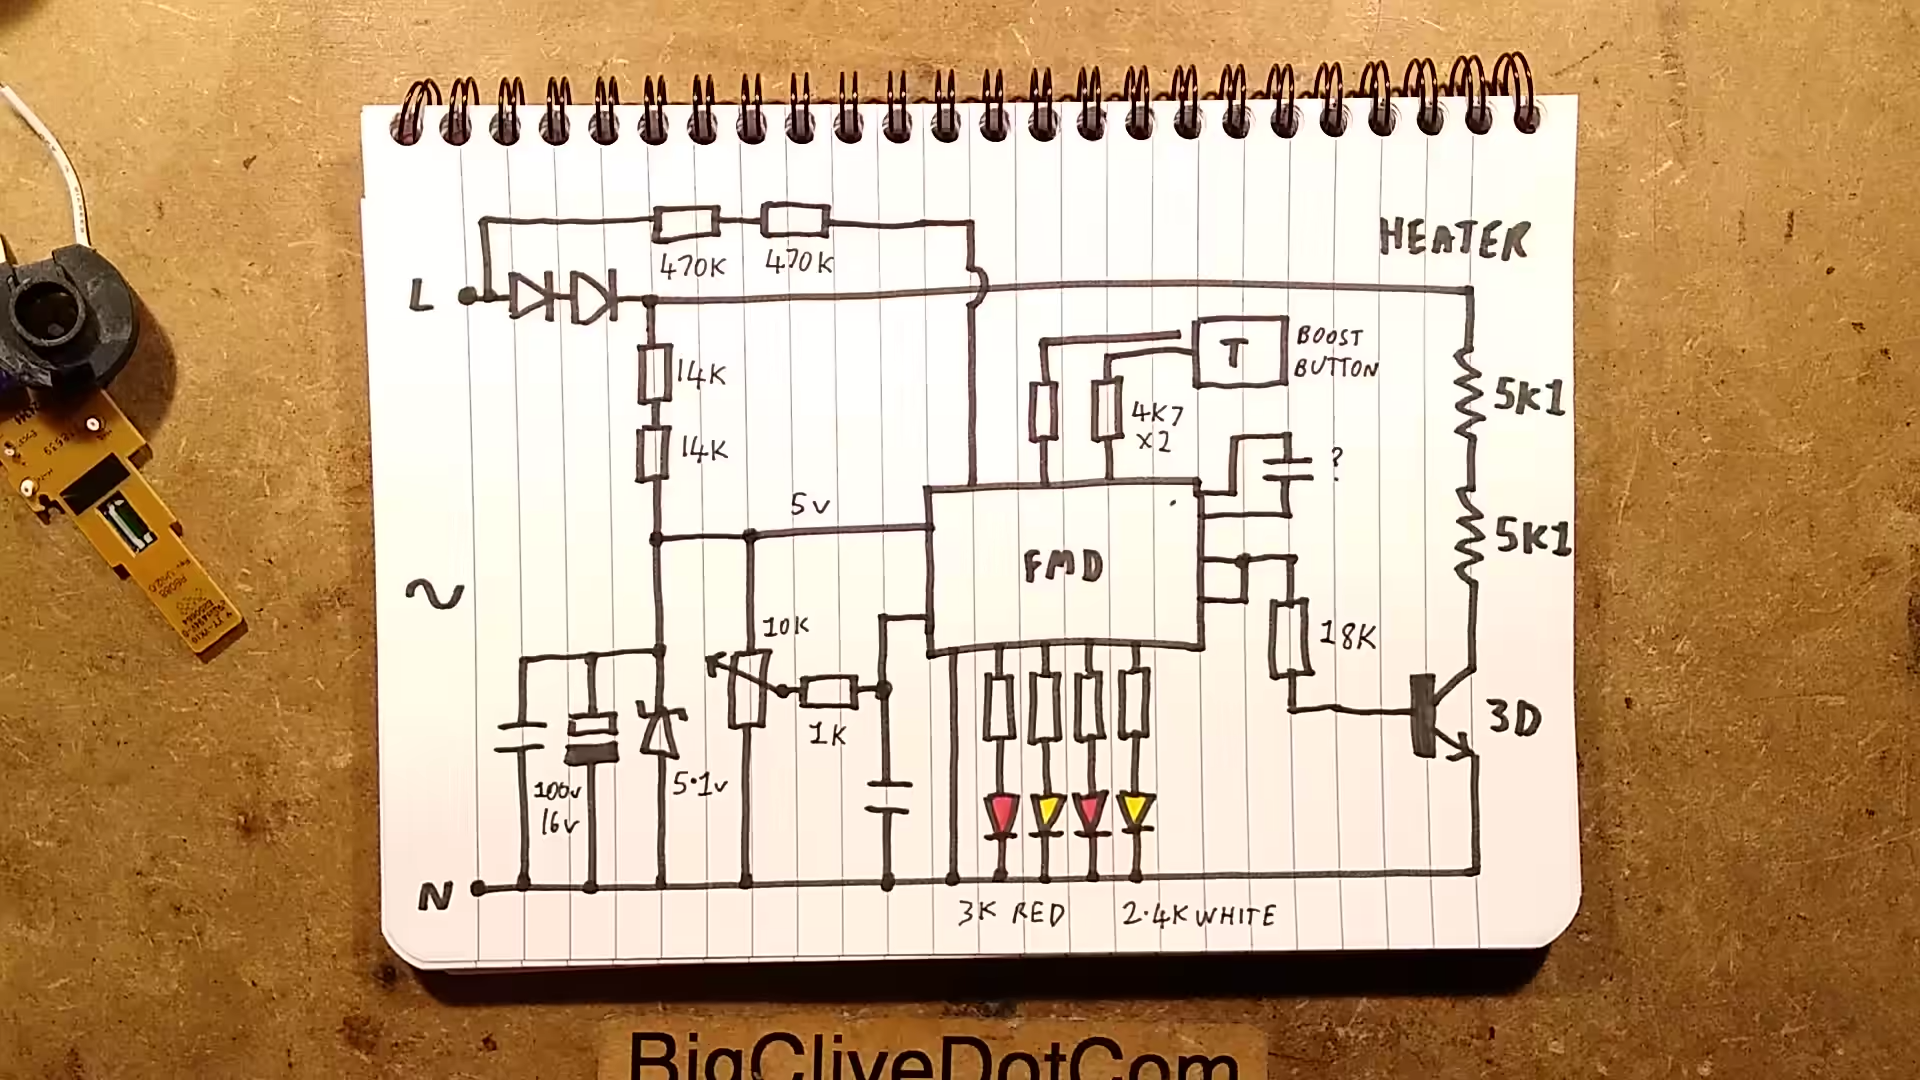 HEATER
470K 470K
L
BOOST
BUTTON
T
14K
5K1
4K7
x2
14K
?
5v
5K1
FMD
~
10K
18K
1K
3D
5.1v
100u
16v
N
3K RED 2.4K WHITE
BigCliveDotCom